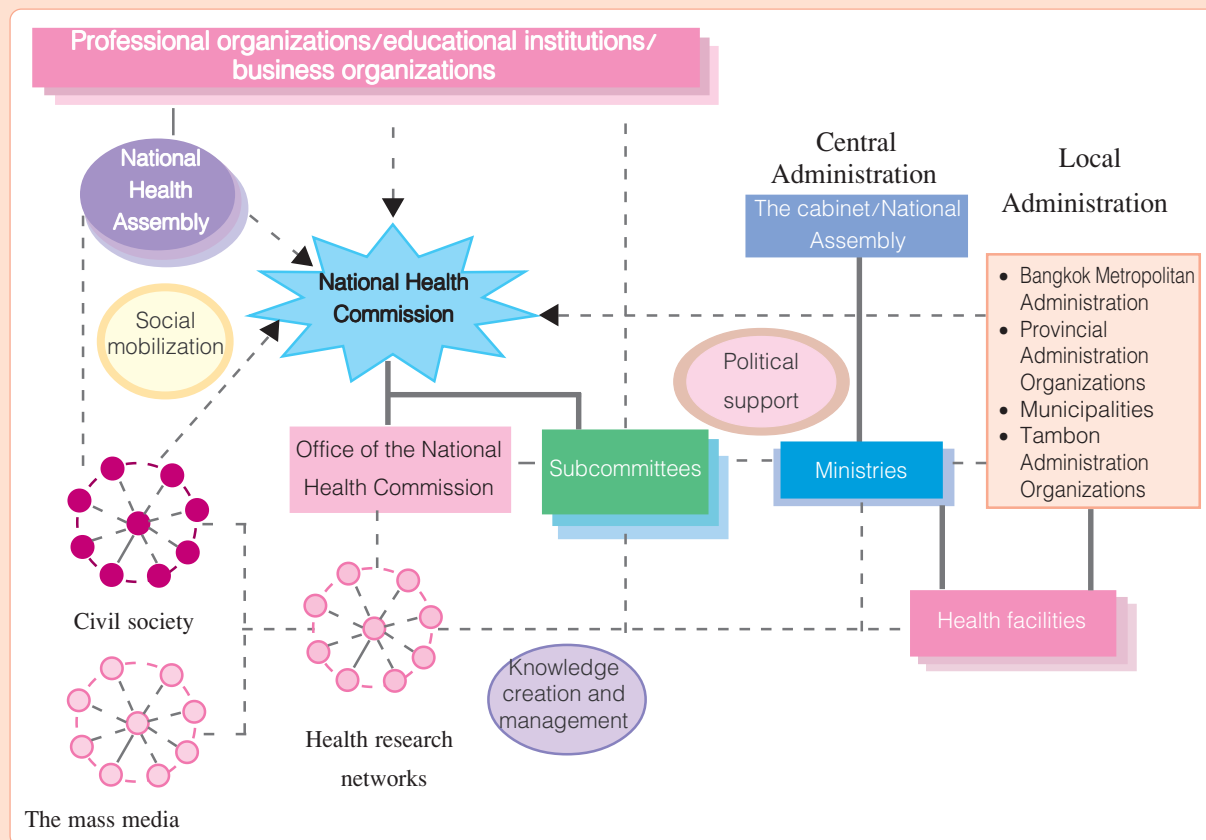 Professional organizations/educational institutions/
business organizations
National
Health
Assembly
Central
Administration
Local
Administration
The cabinet/National
Assembly
National Health
Commission
Social
mobilization
• Bangkok Metropolitan
Administration
• Provincial
Administration
Organizations
• Municipalities
• Tambon
Administration
Organizations
Political
support
Office of the National
Health Commission
Subcommittees
Ministries
Civil society
Health facilities
Knowledge
creation and
management
Health research
networks
The mass media